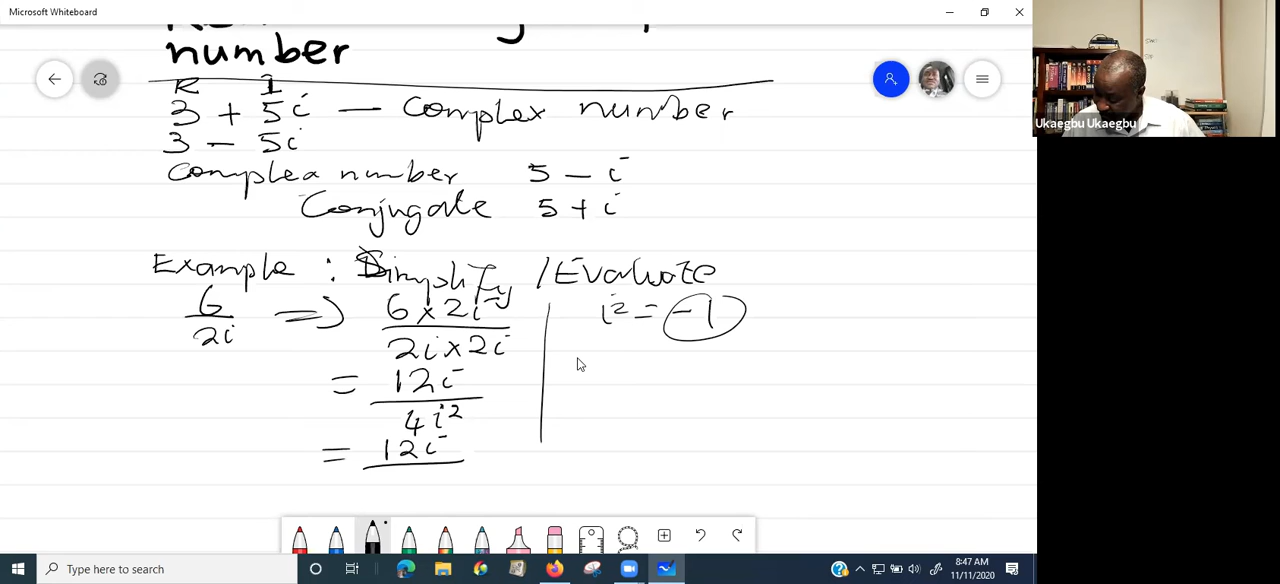 Microsoft Whiteboard
number
R I
3 + 5i — Complex number
3 - 5i
Complex number 5 - i
Conjugate 5 + i
Example : Simplify / Evaluate
6 / 2i => 6 x 2i / 2i x 2i
i² = -1
= 12i / 4i²
= 12i
Ukaegbu Ukaegbu
Type here to search
8:47 AM
11/11/2020